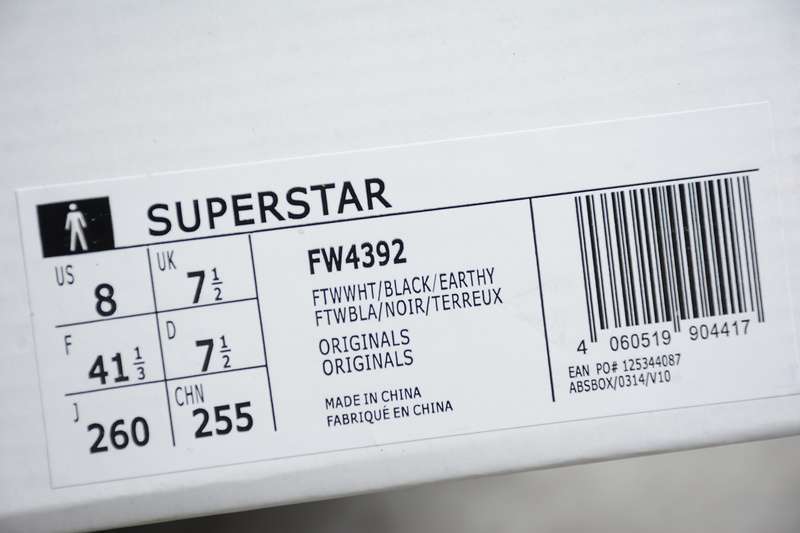 SUPERSTAR
US 8
UK 7 1/2
F 41 1/3
D 7 1/2
J 260
CHN 255
FW4392
FTWWHT/BLACK/EARTHY
FTWBLA/NOIR/TERREUX
ORIGINALS
ORIGINALS
MADE IN CHINA
FABRIQUÉ EN CHINA
4 060519 904417
EAN PO# 125344087
ABSBOX/0314/V10